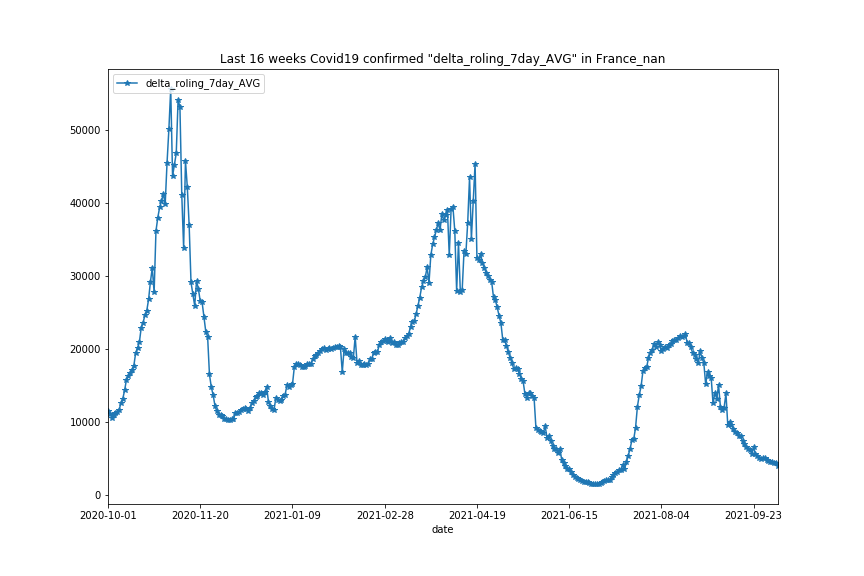 Last 16 weeks Covid19 confirmed "delta_roling_7day_AVG" in France_nan
delta_roling_7day_AVG
50000
40000
30000
20000
10000
0
2020-10-01 2020-11-20 2021-01-09 2021-02-28 2021-04-19 2021-06-15 2021-08-04 2021-09-23
date